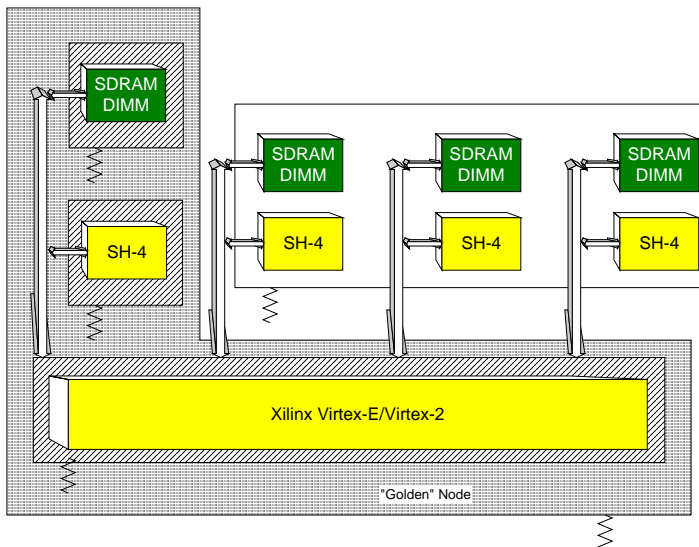 SDRAM
DIMM
SDRAM
DIMM
SDRAM
DIMM
SDRAM
DIMM
SH-4
SH-4
SH-4
SH-4
Xilinx Virtex-E/Virtex-2
"Golden" Node